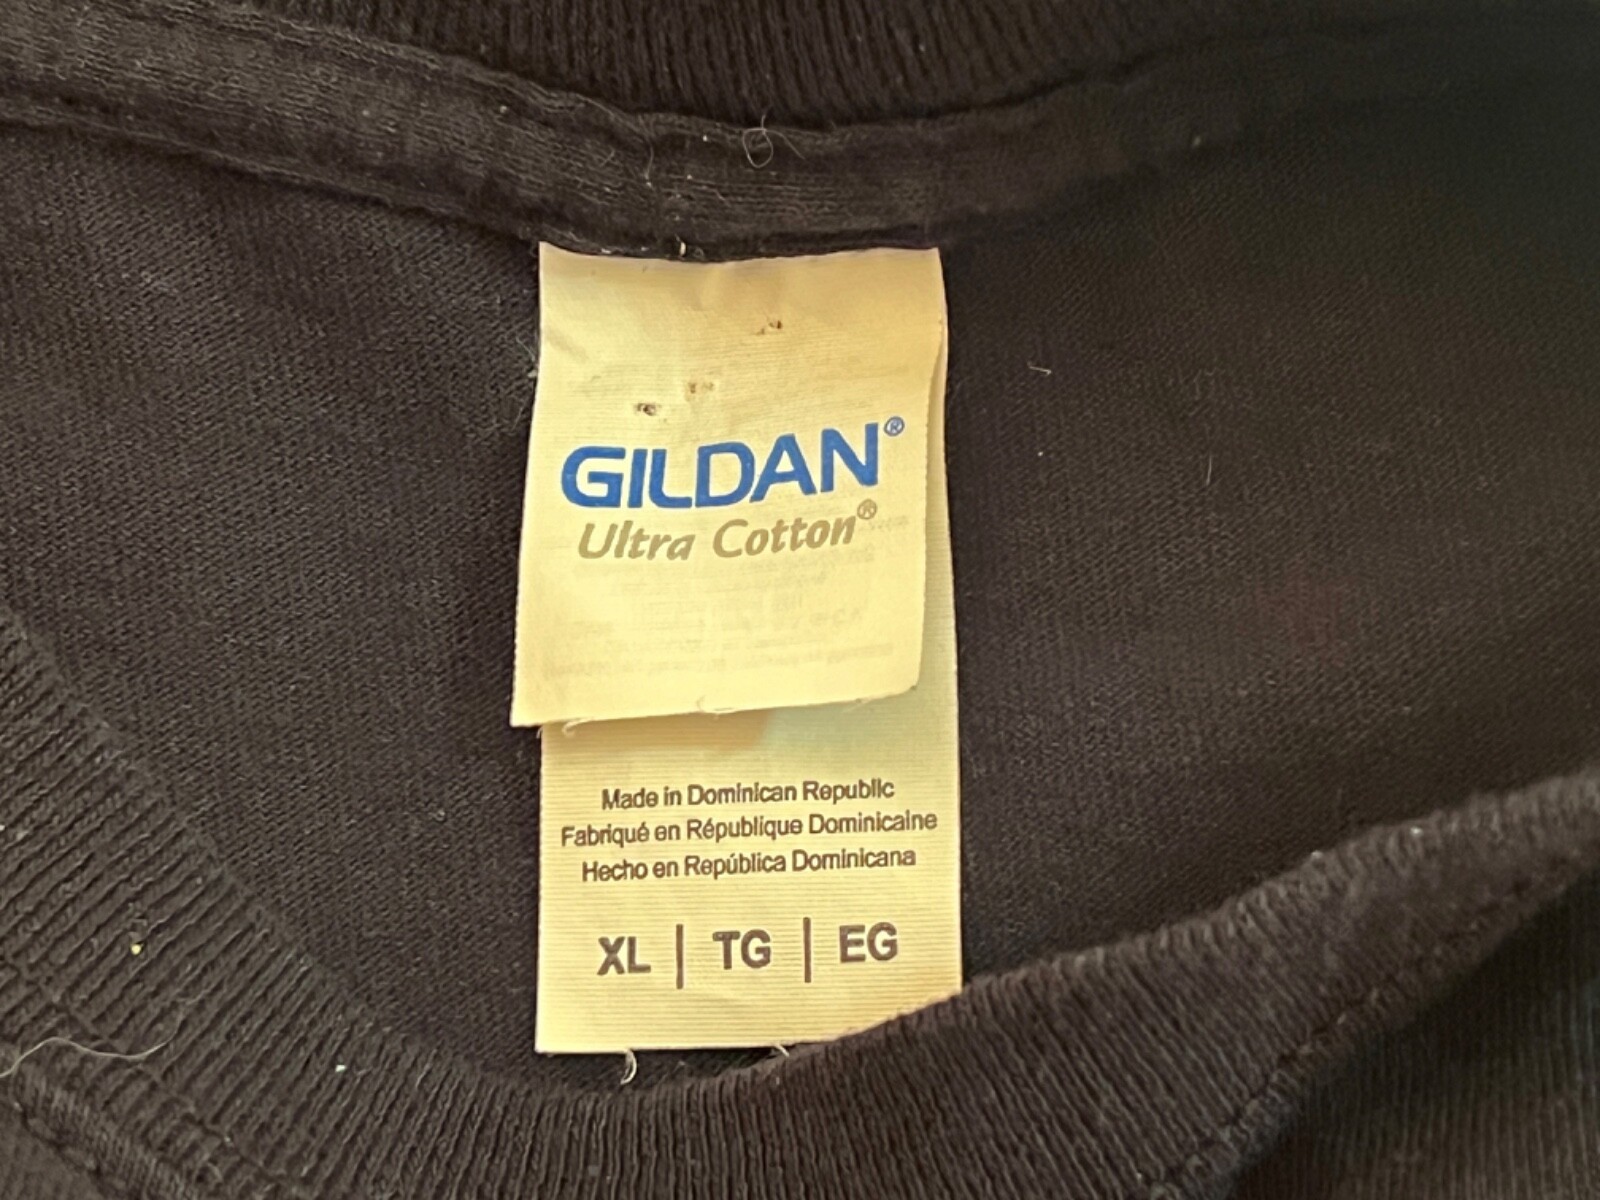 GILDAN®
Ultra Cotton®
Made in Dominican Republic
Fabriqué en République Dominicaine
Hecho en República Dominicana
XL | TG | EG